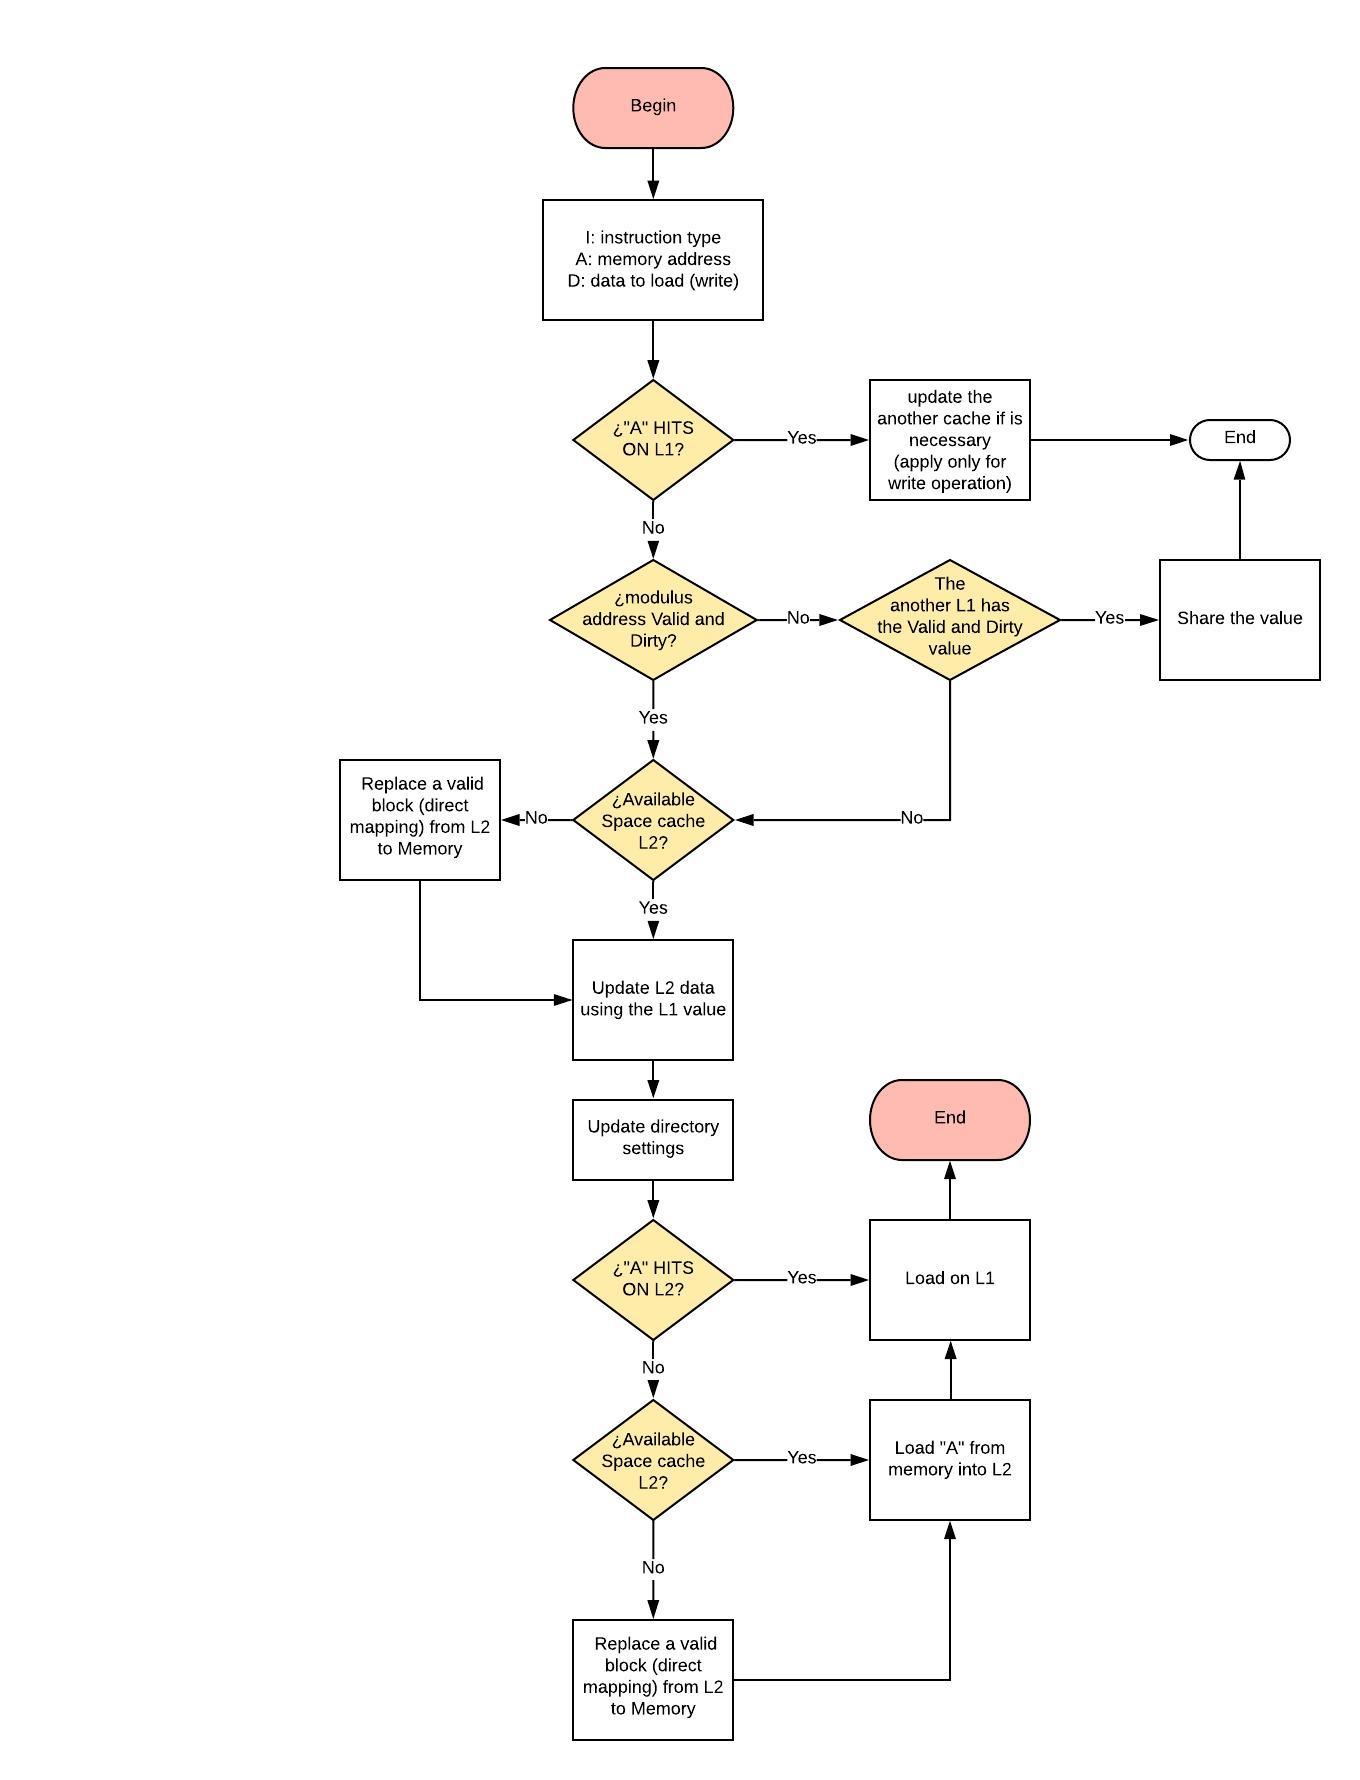 Begin
I: instruction type
A: memory address
D: data to load (write)
¿"A" HITS
ON L1?
Yes
update the
another cache if is
necessary
(apply only for
write operation)
End
No
¿modulus
address Valid and
Dirty?
No
The
another L1 has
the Valid and Dirty
value
Yes
Share the value
Yes
Replace a valid
block (direct
mapping) from L2
to Memory
No
¿Available
Space cache
L2?
No
Yes
Update L2 data
using the L1 value
Update directory
settings
End
¿"A" HITS
ON L2?
Yes
Load on L1
No
¿Available
Space cache
L2?
Yes
Load "A" from
memory into L2
No
Replace a valid
block (direct
mapping) from L2
to Memory